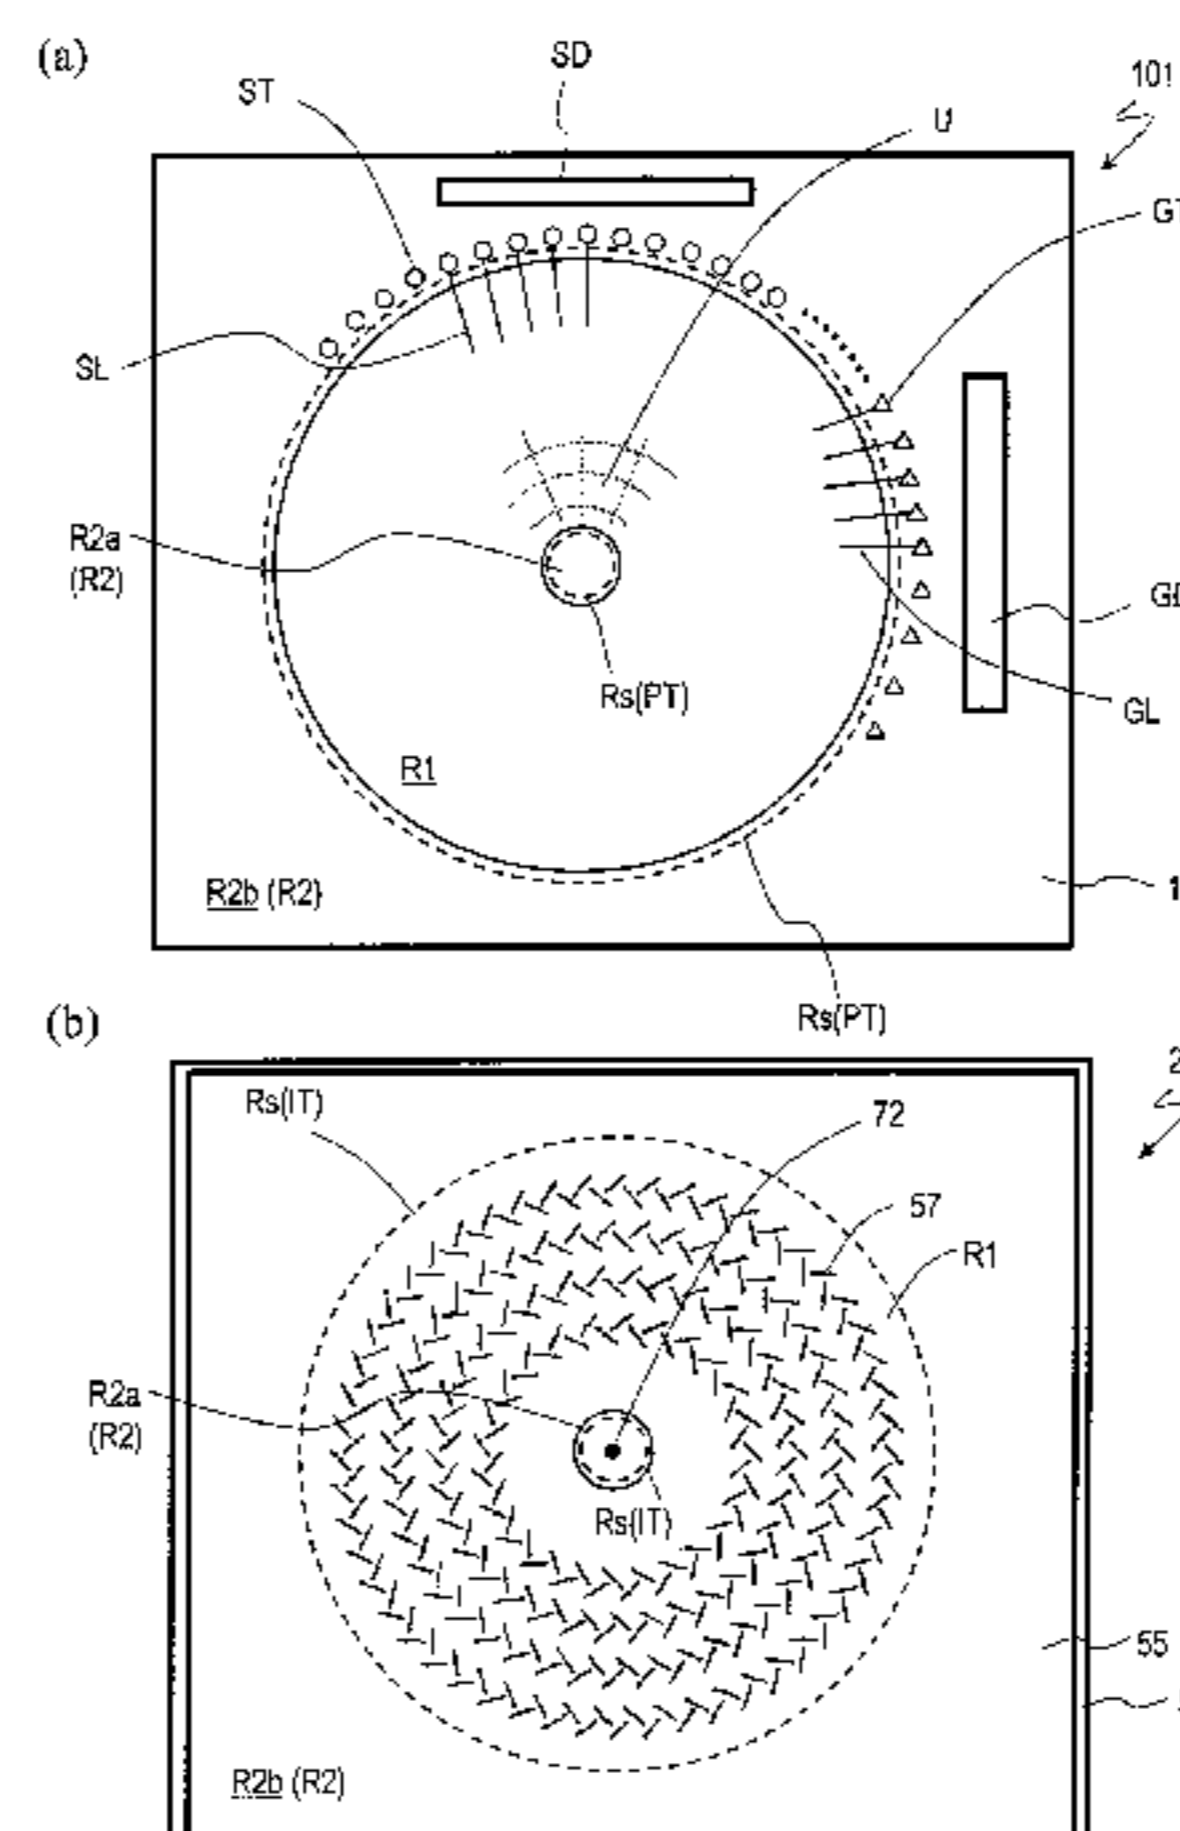 (a)
SD
ST
101
U
SL
R2a
(R2)
Rs(PT)
GL
R1
R2b (R2)
Rs(PT)
(b)
Rs(IT)
72
57
R1
R2a
(R2)
Rs(IT)
55
R2b (R2)